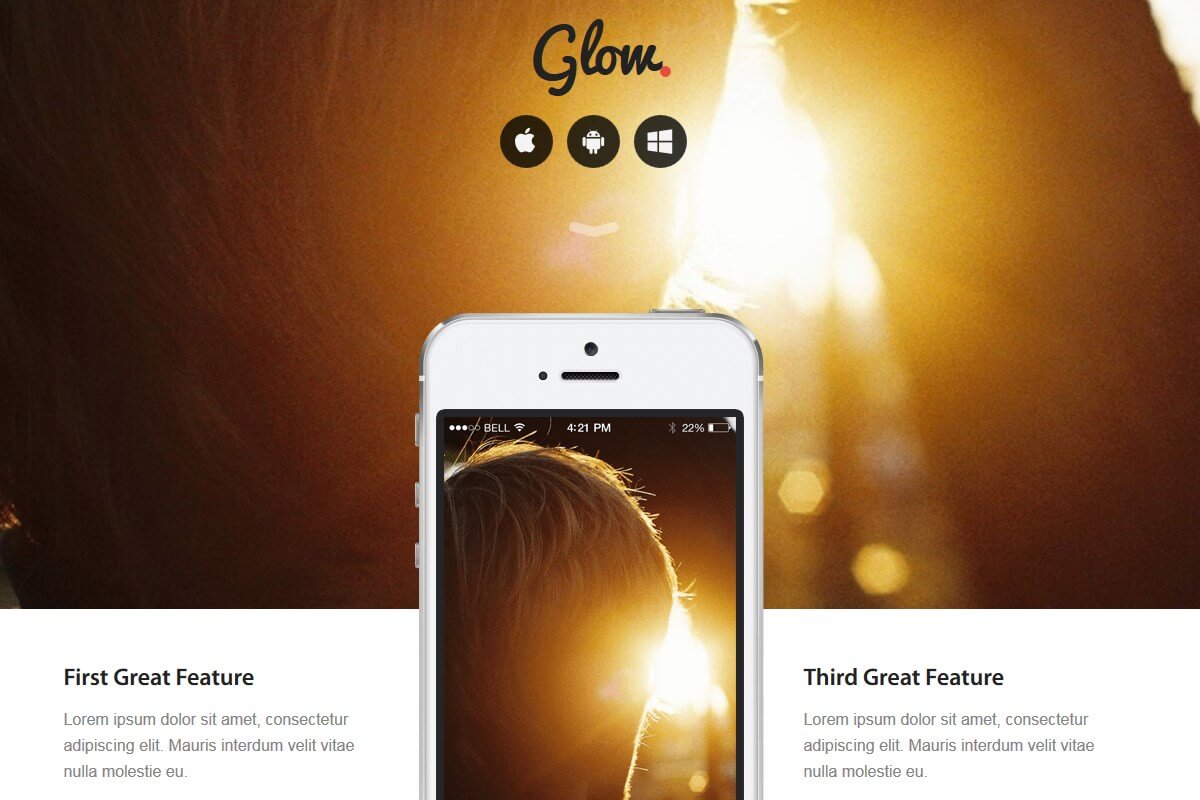 Glow.
BELL 4:21 PM 22%
First Great Feature
Lorem ipsum dolor sit amet, consectetur
adipiscing elit. Mauris interdum velit vitae
nulla molestie eu.
Third Great Feature
Lorem ipsum dolor sit amet, consectetur
adipiscing elit. Mauris interdum velit vitae
nulla molestie eu.